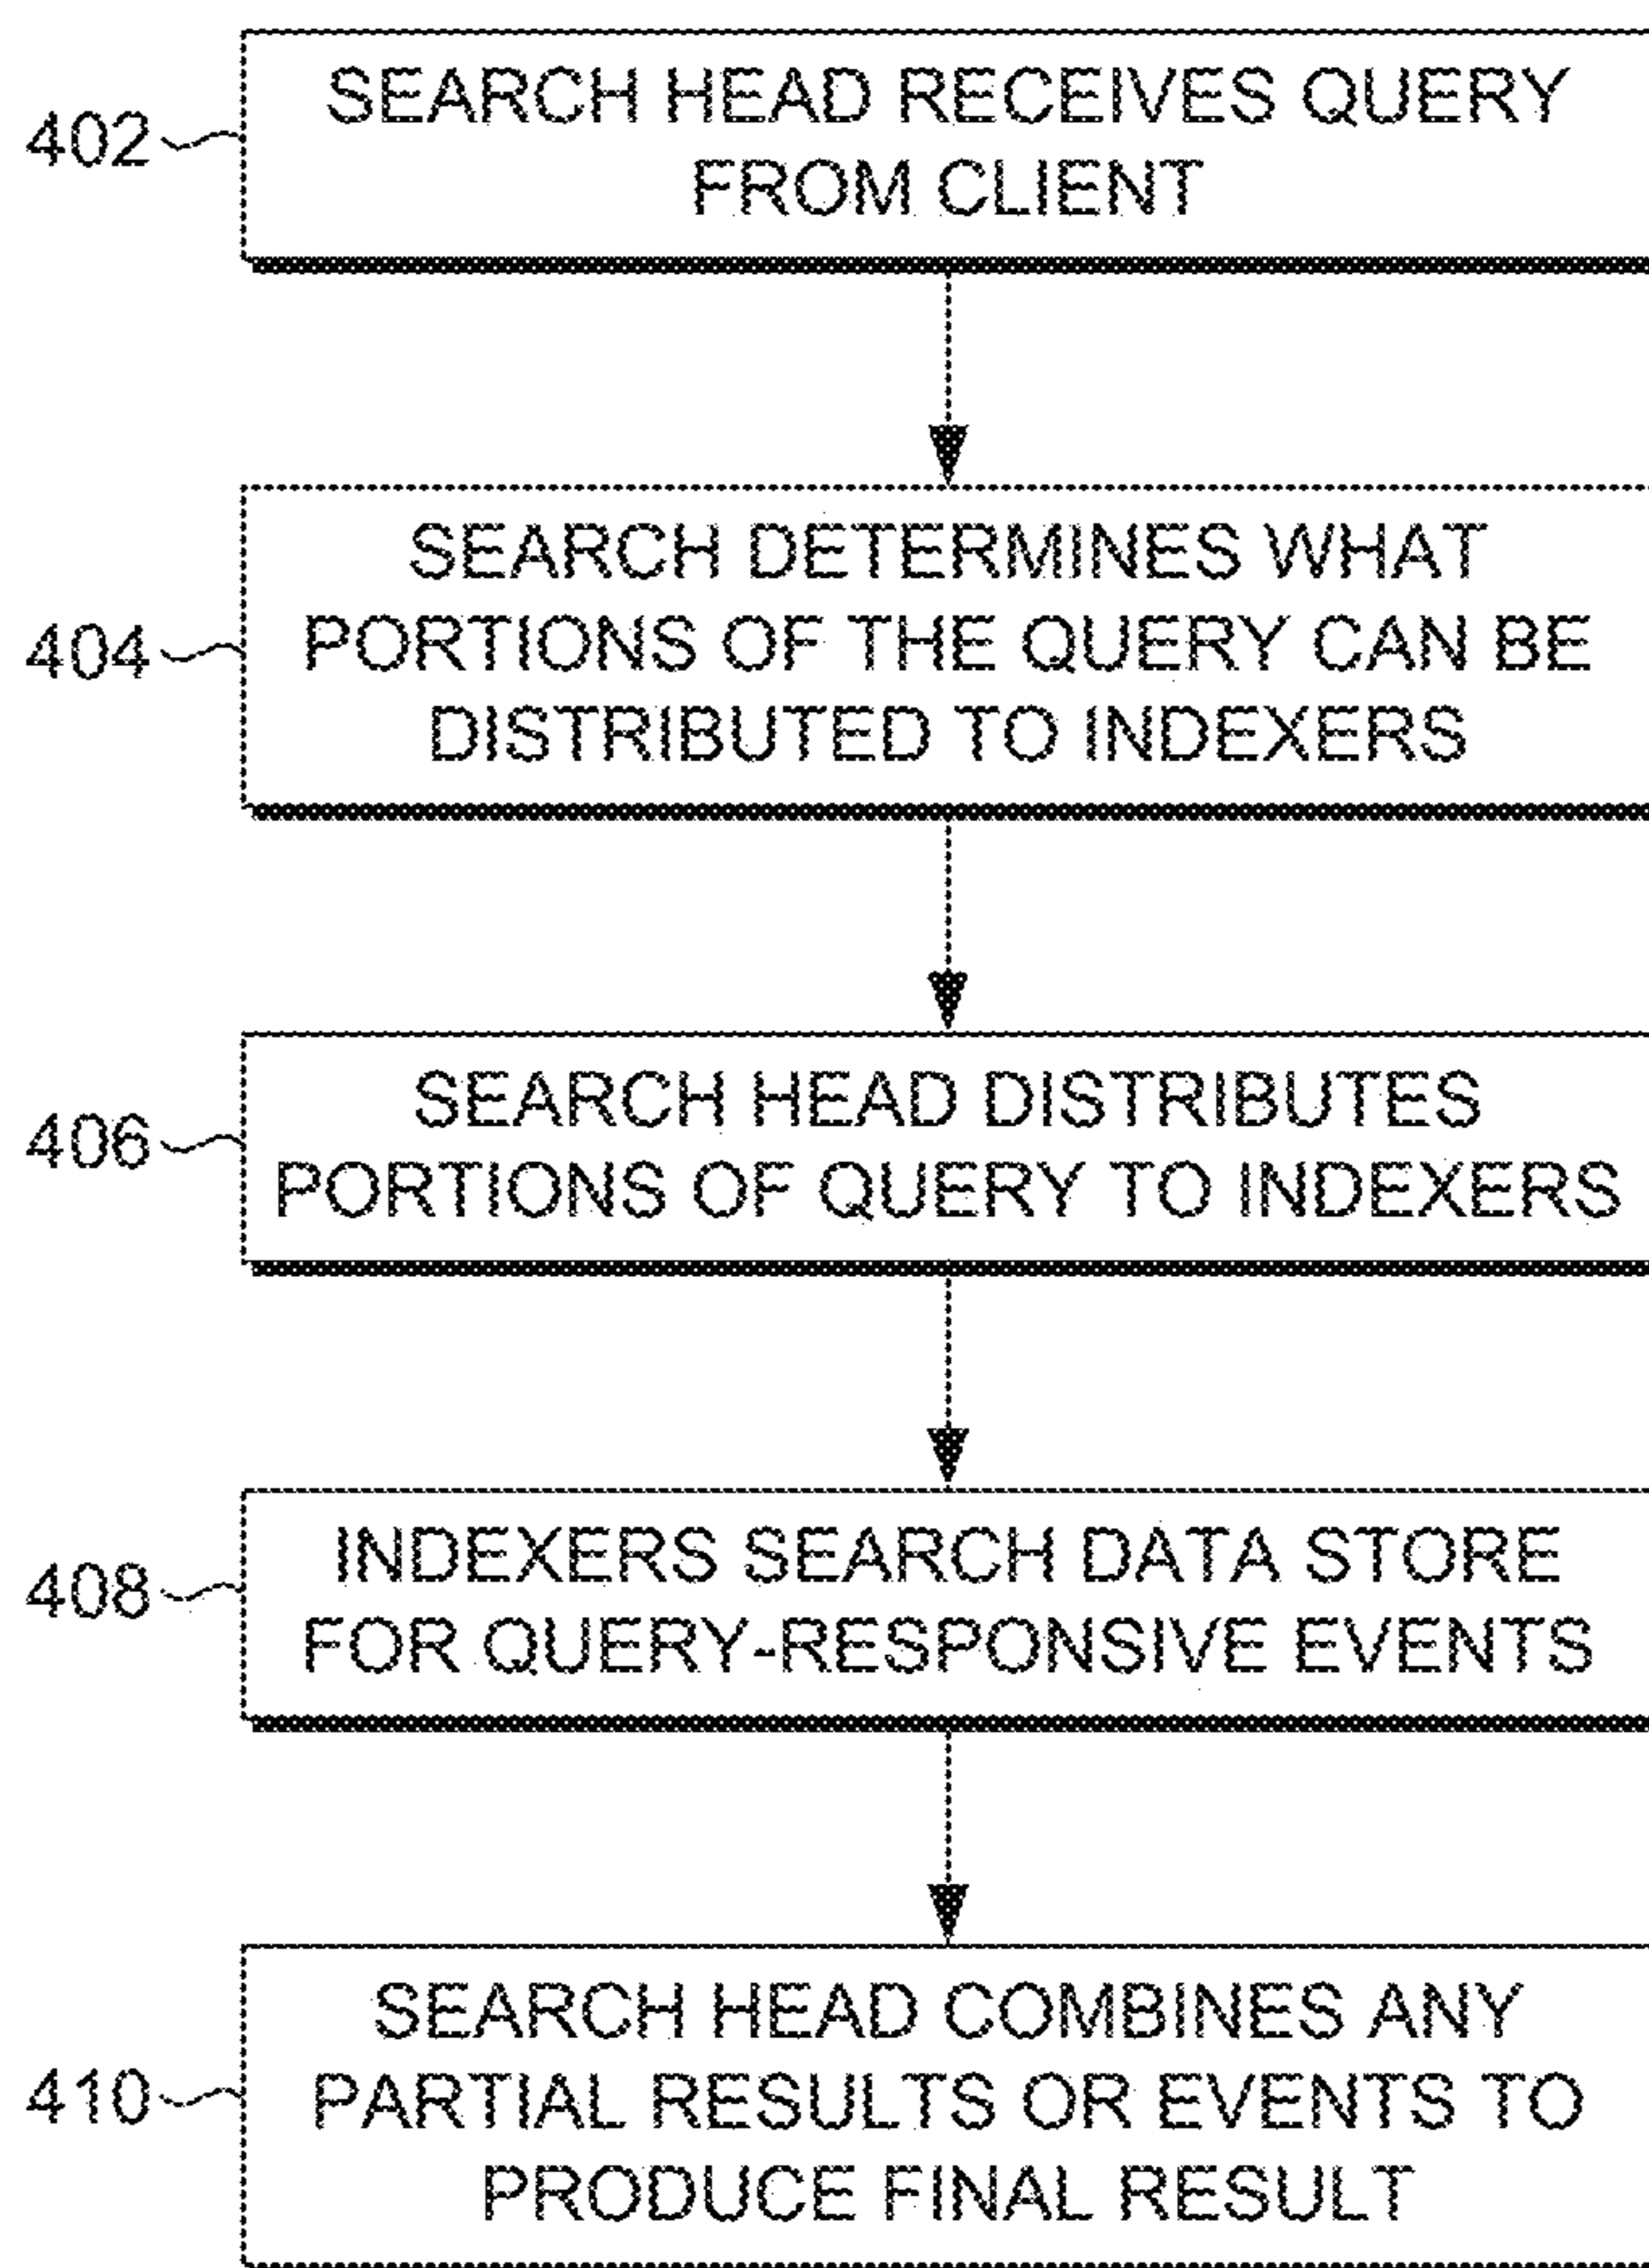 SEARCH HEAD RECEIVES QUERY
402
FROM CLIENT
SEARCH DETERMINES WHAT
404
PORTIONS OF THE QUERY CAN BE
DISTRIBUTED TO INDEXERS
SEARCH HEAD DISTRIBUTES
406
PORTIONS OF QUERY TO INDEXERS
INDEXERS SEARCH DATA STORE
408
FOR QUERY-RESPONSIVE EVENTS
SEARCH HEAD COMBINES ANY
410
PARTIAL RESULTS OR EVENTS TO
PRODUCE FINAL RESULT